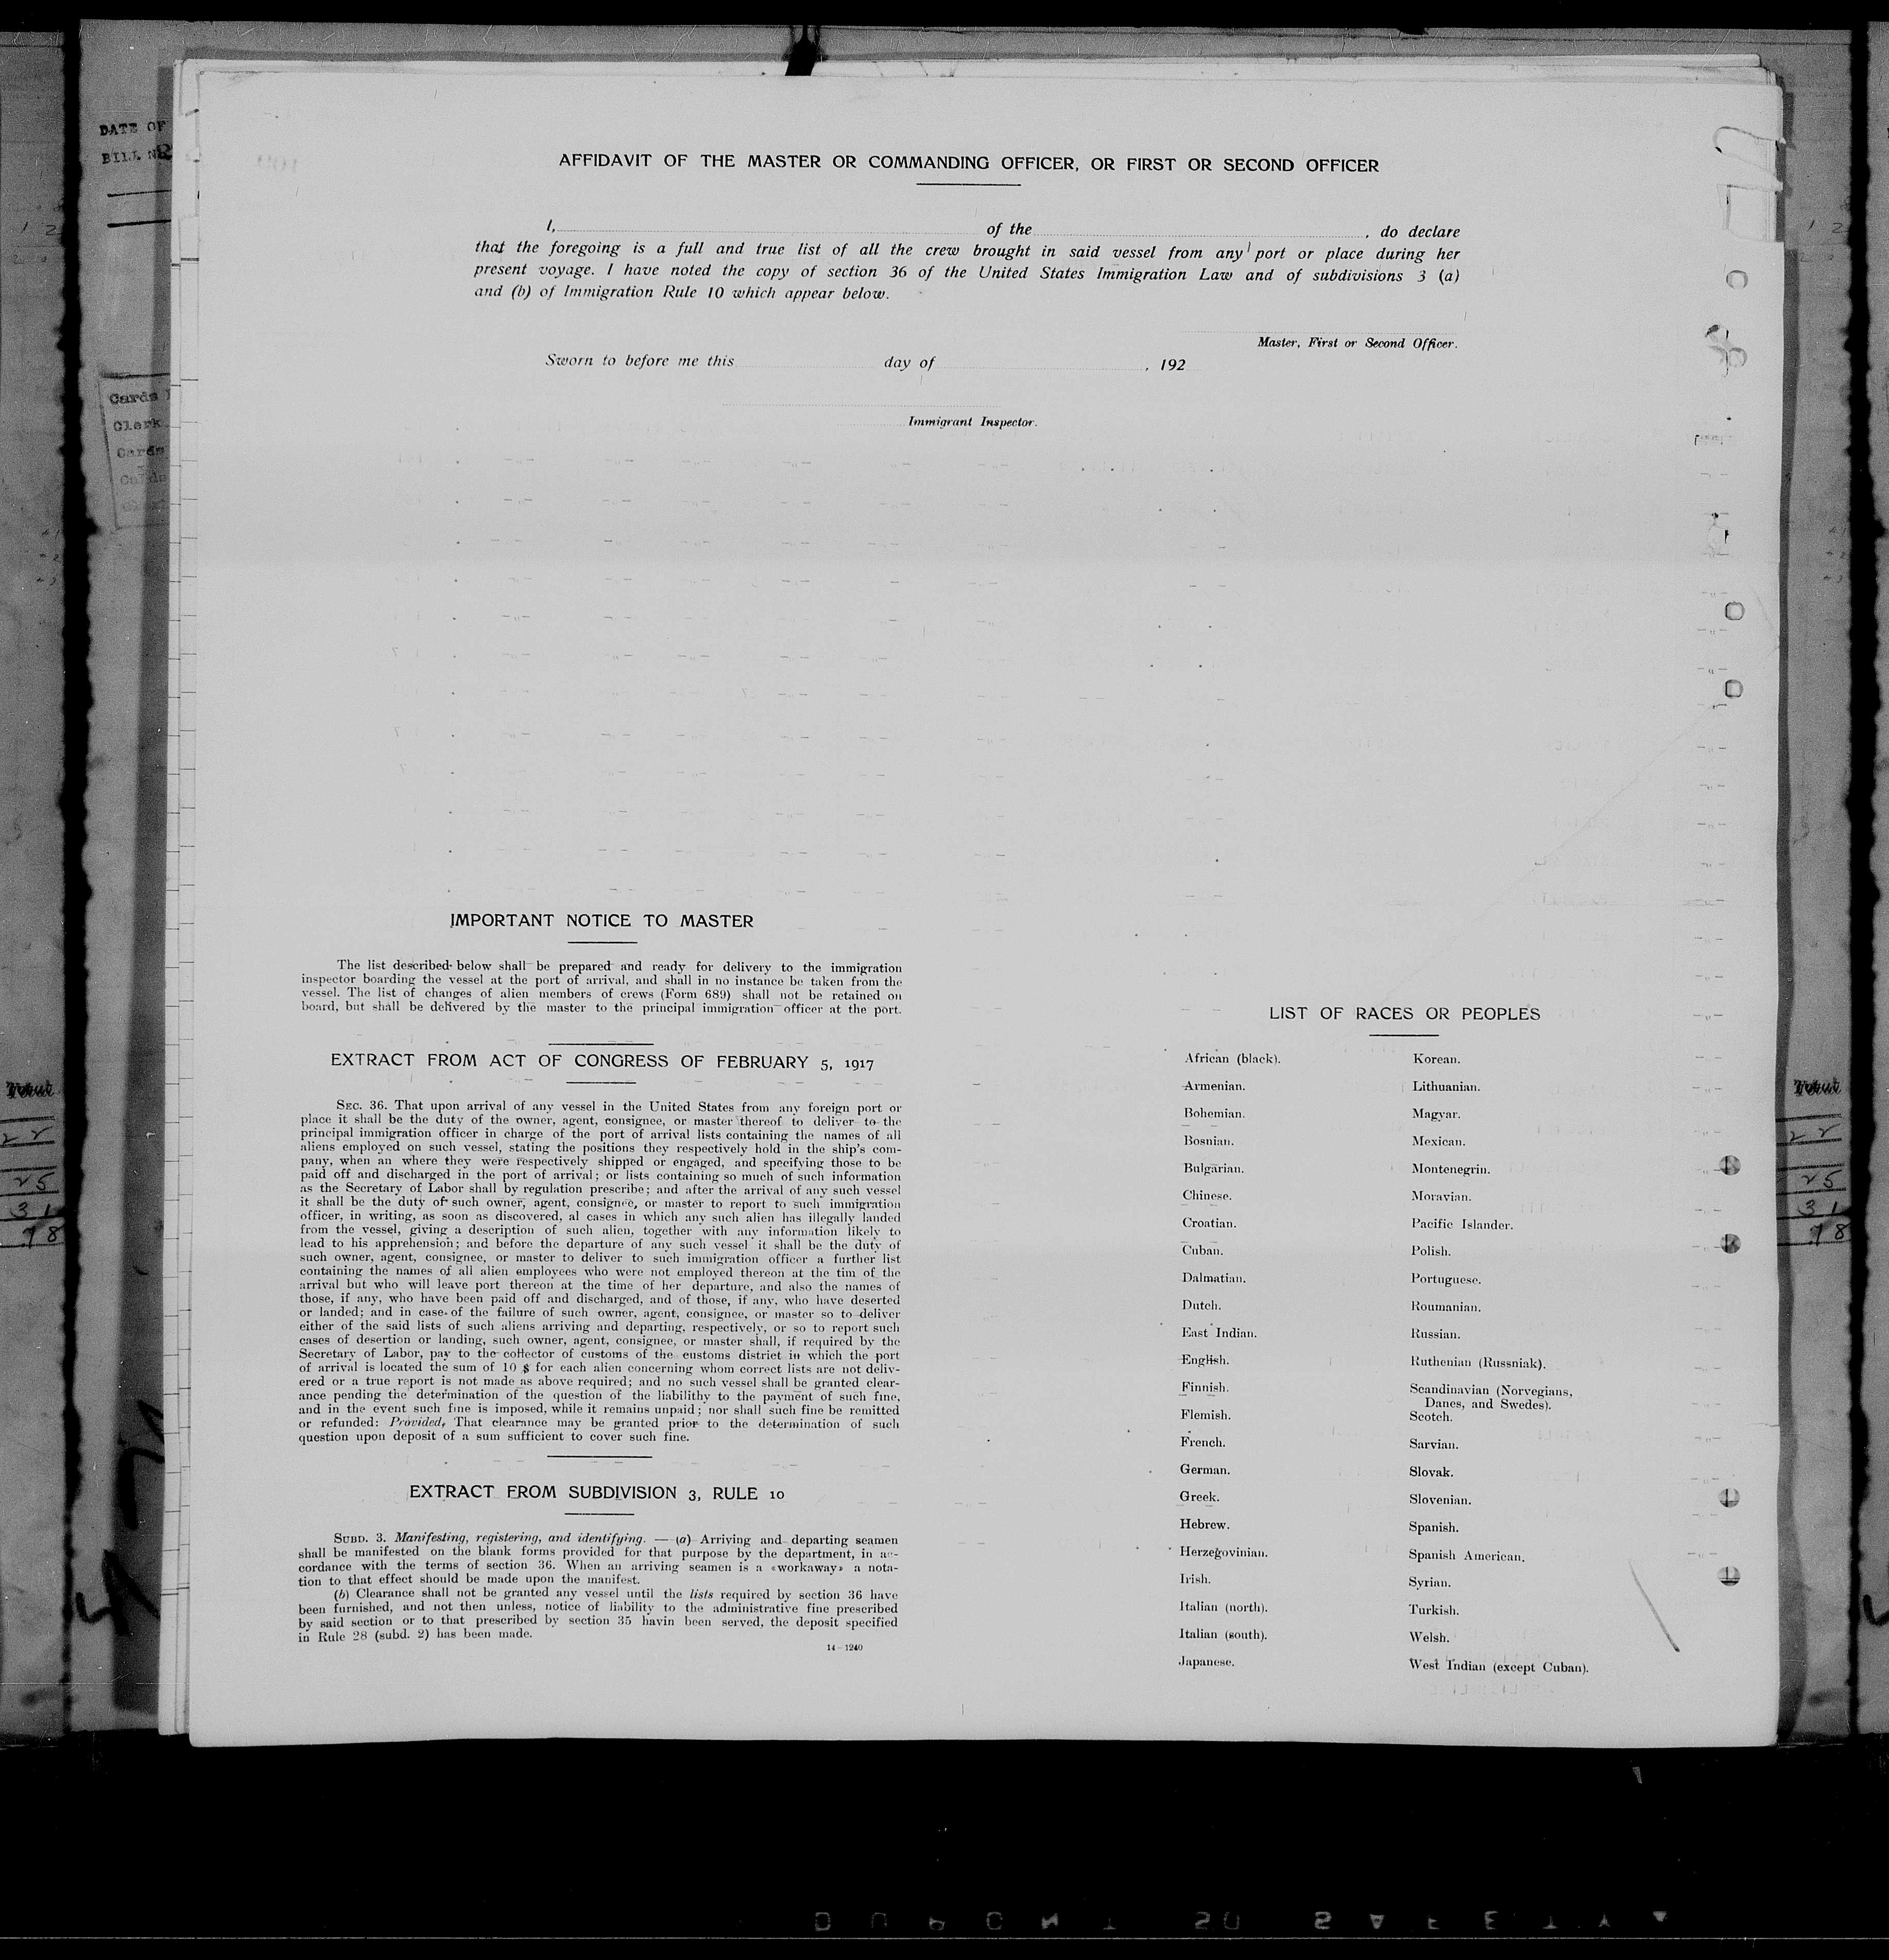 AFFIDAVIT OF THE MASTER OR COMMANDING OFFICER, OR FIRST OR SECOND OFFICER
I, of the , do declare
that the foregoing is a full and true list of all the crew brought in said vessel from any port or place during her
present voyage. I have noted the copy of section 36 of the United States Immigration Law and of subdivisions 3 (a)
and (b) of Immigration Rule 10 which appear below.
Master, First or Second Officer.
Sworn to before me this day of , 192
Immigrant Inspector.
IMPORTANT NOTICE TO MASTER
The list described below shall be prepared and ready for delivery to the immigration
inspector boarding the vessel at the port of arrival, and shall in no instance be taken from the
vessel. The list of changes of alien members of crews (Form 689) shall not be retained on
board, but shall be delivered by the master to the principal immigration officer at the port.
EXTRACT FROM ACT OF CONGRESS OF FEBRUARY 5, 1917
SEC. 36. That upon arrival of any vessel in the United States from any foreign port or
place it shall be the duty of the owner, agent, consignee, or master thereof to deliver to the
principal immigration officer in charge of the port of arrival lists containing the names of all
aliens employed on such vessel, stating the positions they respectively hold in the ship's com-
pany, when an where they were respectively shipped or engaged, and specifying those to be
paid off and discharged in the port of arrival; or lists containing so much of such information
as the Secretary of Labor shall by regulation prescribe; and after the arrival of any such vessel
it shall be the duty of such owner, agent, consignee, or master to report to such immigration
officer, in writing, as soon as discovered, al cases in which any such alien has illegally landed
from the vessel, giving a description of such alien, together with any information likely to
lead to his apprehension; and before the departure of any such vessel it shall be the duty of
such owner, agent, consignee, or master to deliver to such immigration officer a further list
containing the names of all alien employees who were not employed thereon at the tim of the
arrival but who will leave port thereon at the time of her departure, and also the names of
those, if any, who have been paid off and discharged, and of those, if any, who have deserted
or landed; and in case of the failure of such owner, agent, consignee, or master so to deliver
either of the said lists of such aliens arriving and departing, respectively, or so to report such
cases of desertion or landing, such owner, agent, consignee, or master shall, if required by the
Secretary of Labor, pay to the collector of customs of the customs district in which the port
of arrival is located the sum of 10 $ for each alien concerning whom correct lists are not deliv-
ered or a true report is not made as above required; and no such vessel shall be granted clear-
ance pending the determination of the question of the liabilithy to the payment of such fine,
and in the event such fine is imposed, while it remains unpaid; nor shall such fine be remitted
or refunded: Provided, That clearance may be granted prior to the determination of such
question upon deposit of a sum sufficient to cover such fine.
EXTRACT FROM SUBDIVISION 3, RULE 10
SUBD. 3. Manifesting, registering, and identifying. — (a) Arriving and departing seamen
shall be manifested on the blank forms provided for that purpose by the department, in ac-
cordance with the terms of section 36. When an arriving seamen is a «workaway» a nota-
tion to that effect should be made upon the manifest.
(b) Clearance shall not be granted any vessel until the lists required by section 36 have
been furnished, and not then unless, notice of liability to the administrative fine prescribed
by said section or to that prescribed by section 35 havin been served, the deposit specified
in Rule 28 (subd. 2) has been made.
14—1240
LIST OF RACES OR PEOPLES
African (black).
Armenian.
Bohemian.
Bosnian.
Bulgarian.
Chinese.
Croatian.
Cuban.
Dalmatian.
Dutch.
East Indian.
English.
Finnish.
Flemish.
French.
German.
Greek.
Hebrew.
Herzegovinian.
Irish.
Italian (north).
Italian (south).
Japanese.
Korean.
Lithuanian.
Magyar.
Mexican.
Montenegrin.
Moravian.
Pacific Islander.
Polish.
Portuguese.
Roumanian.
Russian.
Ruthenian (Russniak).
Scandinavian (Norvegians,
Danes, and Swedes).
Scotch.
Sarvian.
Slovak.
Slovenian.
Spanish.
Spanish American.
Syrian.
Turkish.
Welsh.
West Indian (except Cuban).
DATE OF
BILL
Cards
Clerk
Cards
Total
22
25
31
78
Total
22
25
31
78
DUPONT SAFETY